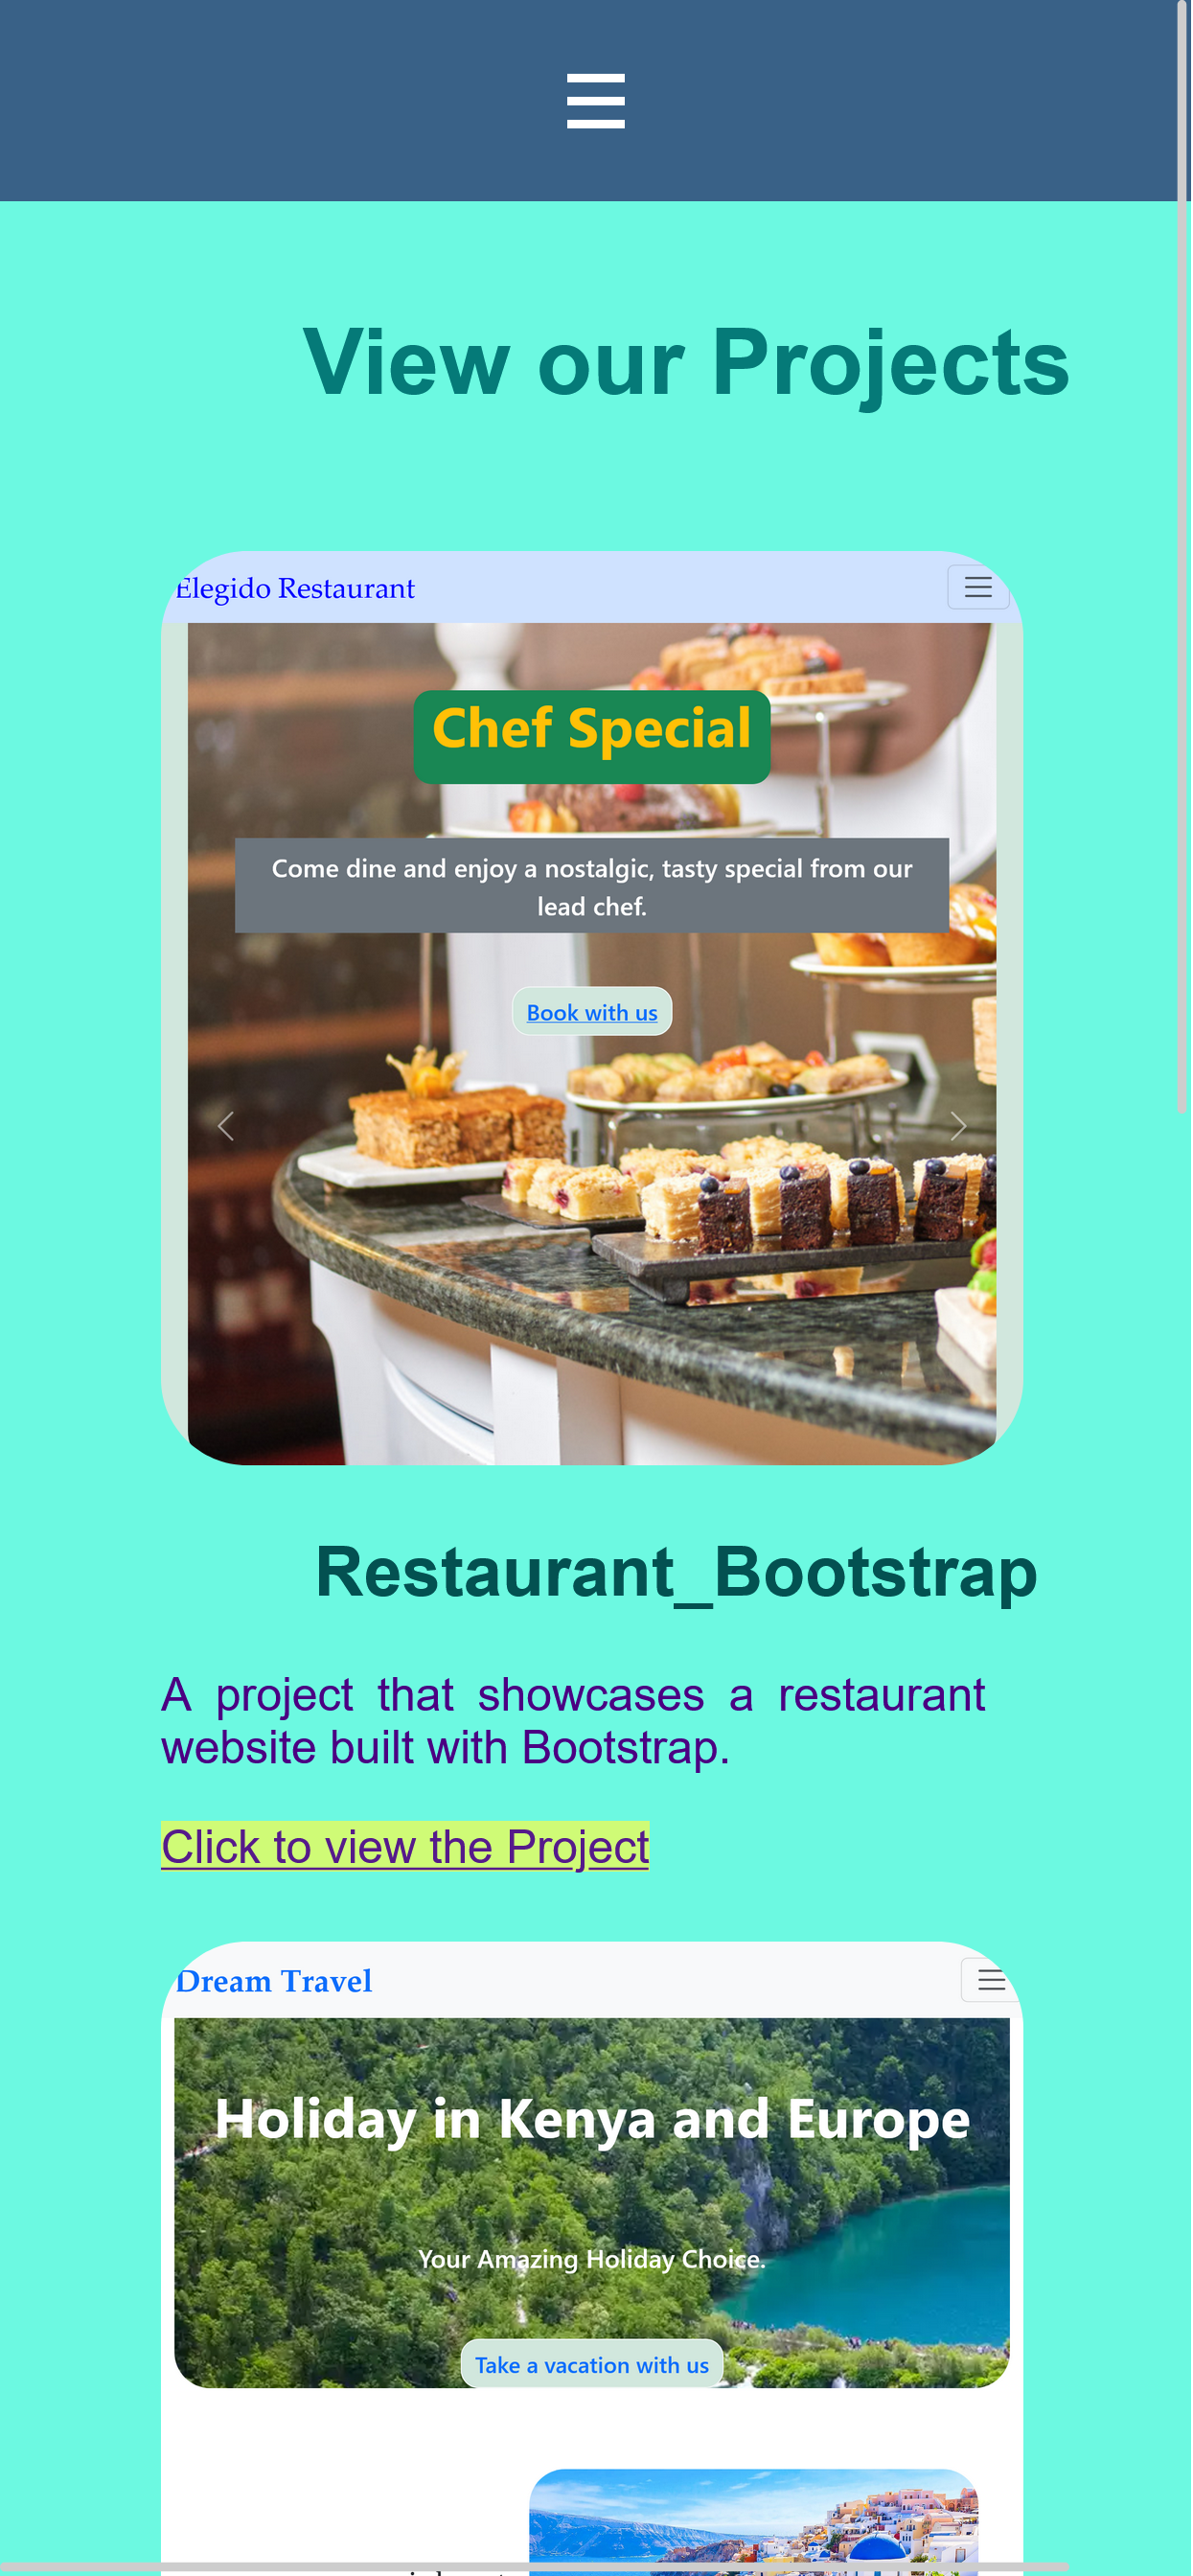 View our Projects
Elegido Restaurant
Chef Special
Come dine and enjoy a nostalgic, tasty special from our
lead chef.
Book with us
Restaurant_Bootstrap
A project that showcases a restaurant
website built with Bootstrap.
Click to view the Project
Dream Travel
Holiday in Kenya and Europe
Your Amazing Holiday Choice.
Take a vacation with us